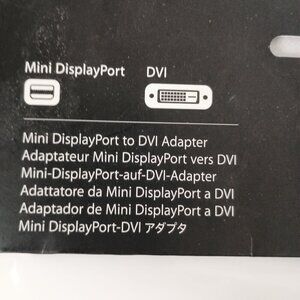 Mini DisplayPort DVI
Mini DisplayPort to DVI Adapter
Adaptateur Mini DisplayPort vers DVI
Mini-DisplayPort-auf-DVI-Adapter
Adattatore da Mini DisplayPort a DVI
Adaptador de Mini DisplayPort a DVI
Mini DisplayPort-DVI アダプタ